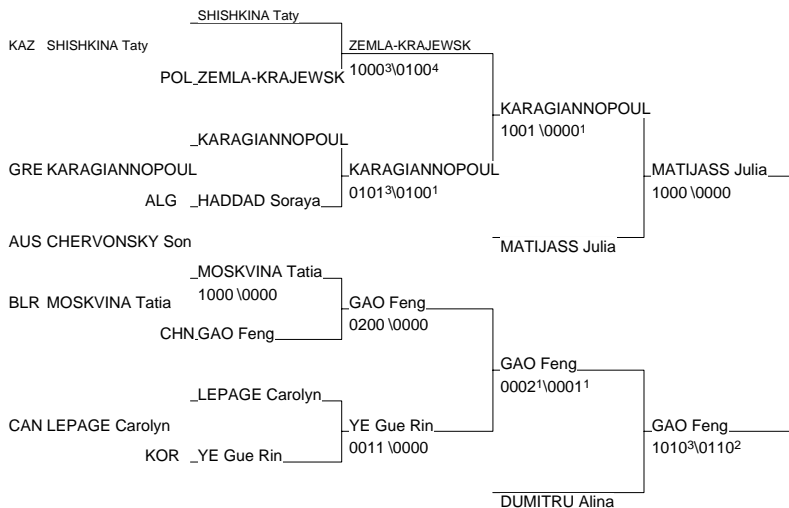 SHISHKINA Taty
KAZ SHISHKINA Taty
ZEMLA-KRAJEWSK
1000³\0100⁴
POL ZEMLA-KRAJEWSK
KARAGIANNOPOUL
1001 \0000¹
KARAGIANNOPOUL
GRE KARAGIANNOPOUL
KARAGIANNOPOUL
0101³\0100¹
MATIJASS Julia
1000 \0000
ALG HADDAD Soraya
AUS CHERVONSKY Son
MATIJASS Julia
MOSKVINA Tatia
1000 \0000
BLR MOSKVINA Tatia
GAO Feng
0200 \0000
CHN GAO Feng
GAO Feng
0002¹\0001¹
LEPAGE Carolyn
CAN LEPAGE Carolyn
YE Gue Rin
0011 \0000
GAO Feng
1010³\0110²
KOR YE Gue Rin
DUMITRU Alina